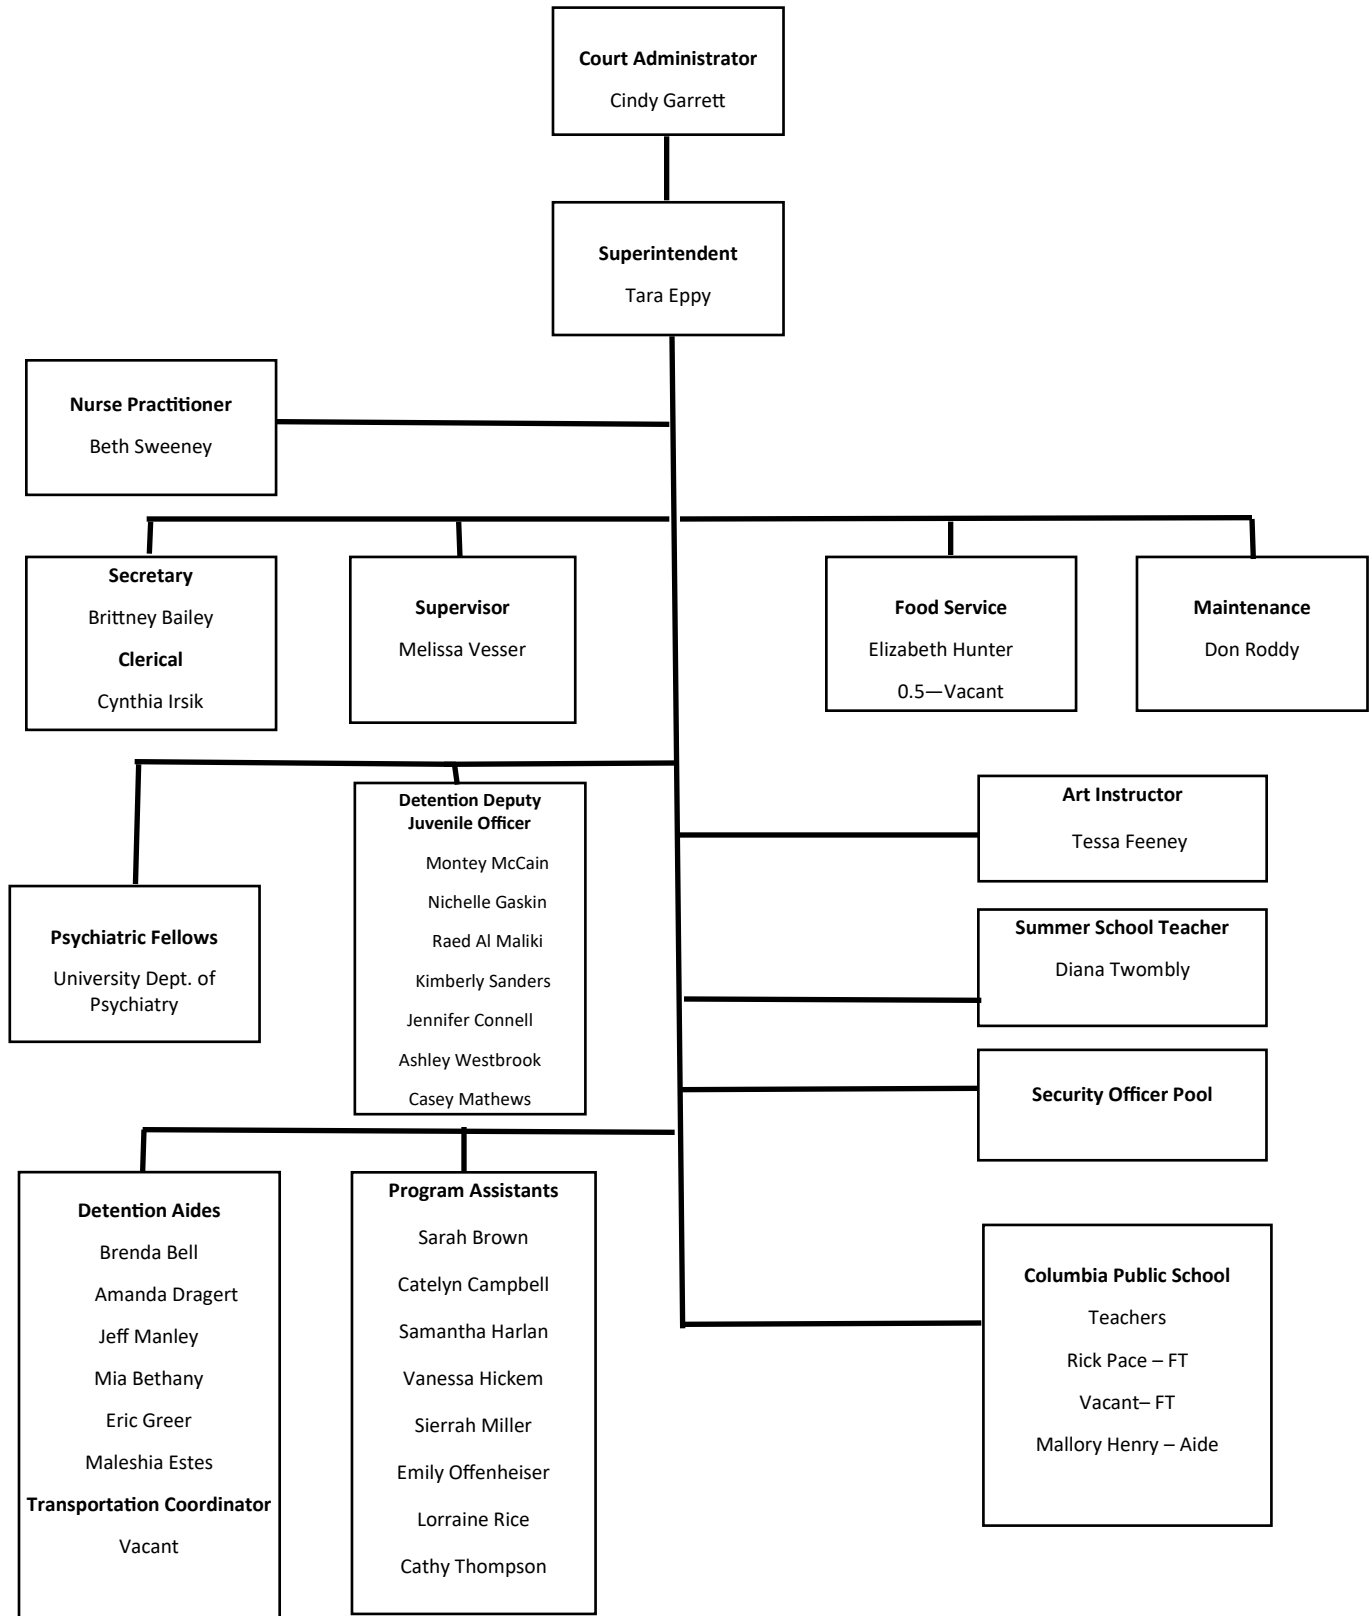 Court Administrator
Cindy Garrett
Superintendent
Tara Eppy
Nurse Practitioner
Beth Sweeney
Secretary
Brittney Bailey
Clerical
Cynthia Irsik
Supervisor
Melissa Vesser
Food Service
Elizabeth Hunter
0.5—Vacant
Maintenance
Don Roddy
Psychiatric Fellows
University Dept. of
Psychiatry
Detention Deputy
Juvenile Officer
Montey McCain
Nichelle Gaskin
Raed Al Maliki
Kimberly Sanders
Jennifer Connell
Ashley Westbrook
Casey Mathews
Art Instructor
Tessa Feeney
Summer School Teacher
Diana Twombly
Security Officer Pool
Detention Aides
Brenda Bell
Amanda Dragert
Jeff Manley
Mia Bethany
Eric Greer
Maleshia Estes
Transportation Coordinator
Vacant
Program Assistants
Sarah Brown
Catelyn Campbell
Samantha Harlan
Vanessa Hickem
Sierrah Miller
Emily Offenheiser
Lorraine Rice
Cathy Thompson
Columbia Public School
Teachers
Rick Pace – FT
Vacant– FT
Mallory Henry – Aide